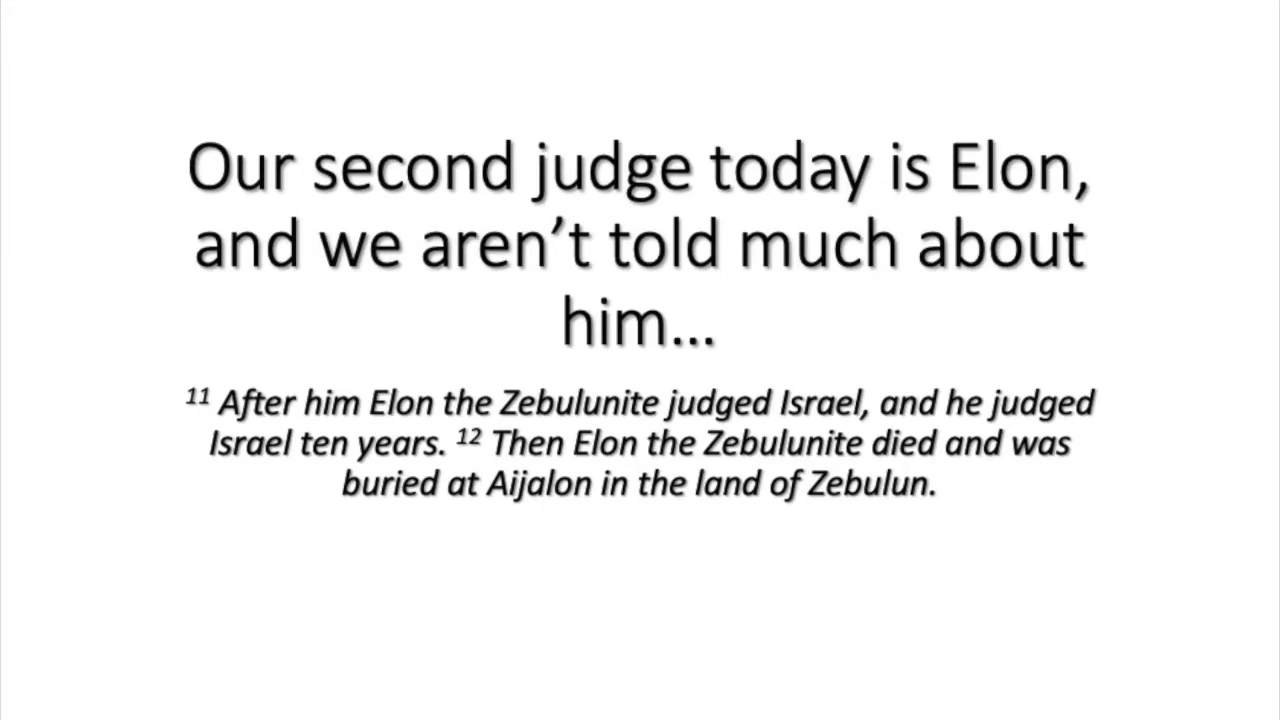 Our second judge today is Elon,
and we aren’t told much about
him…
11 After him Elon the Zebulunite judged Israel, and he judged
Israel ten years. 12 Then Elon the Zebulunite died and was
buried at Aijalon in the land of Zebulun.